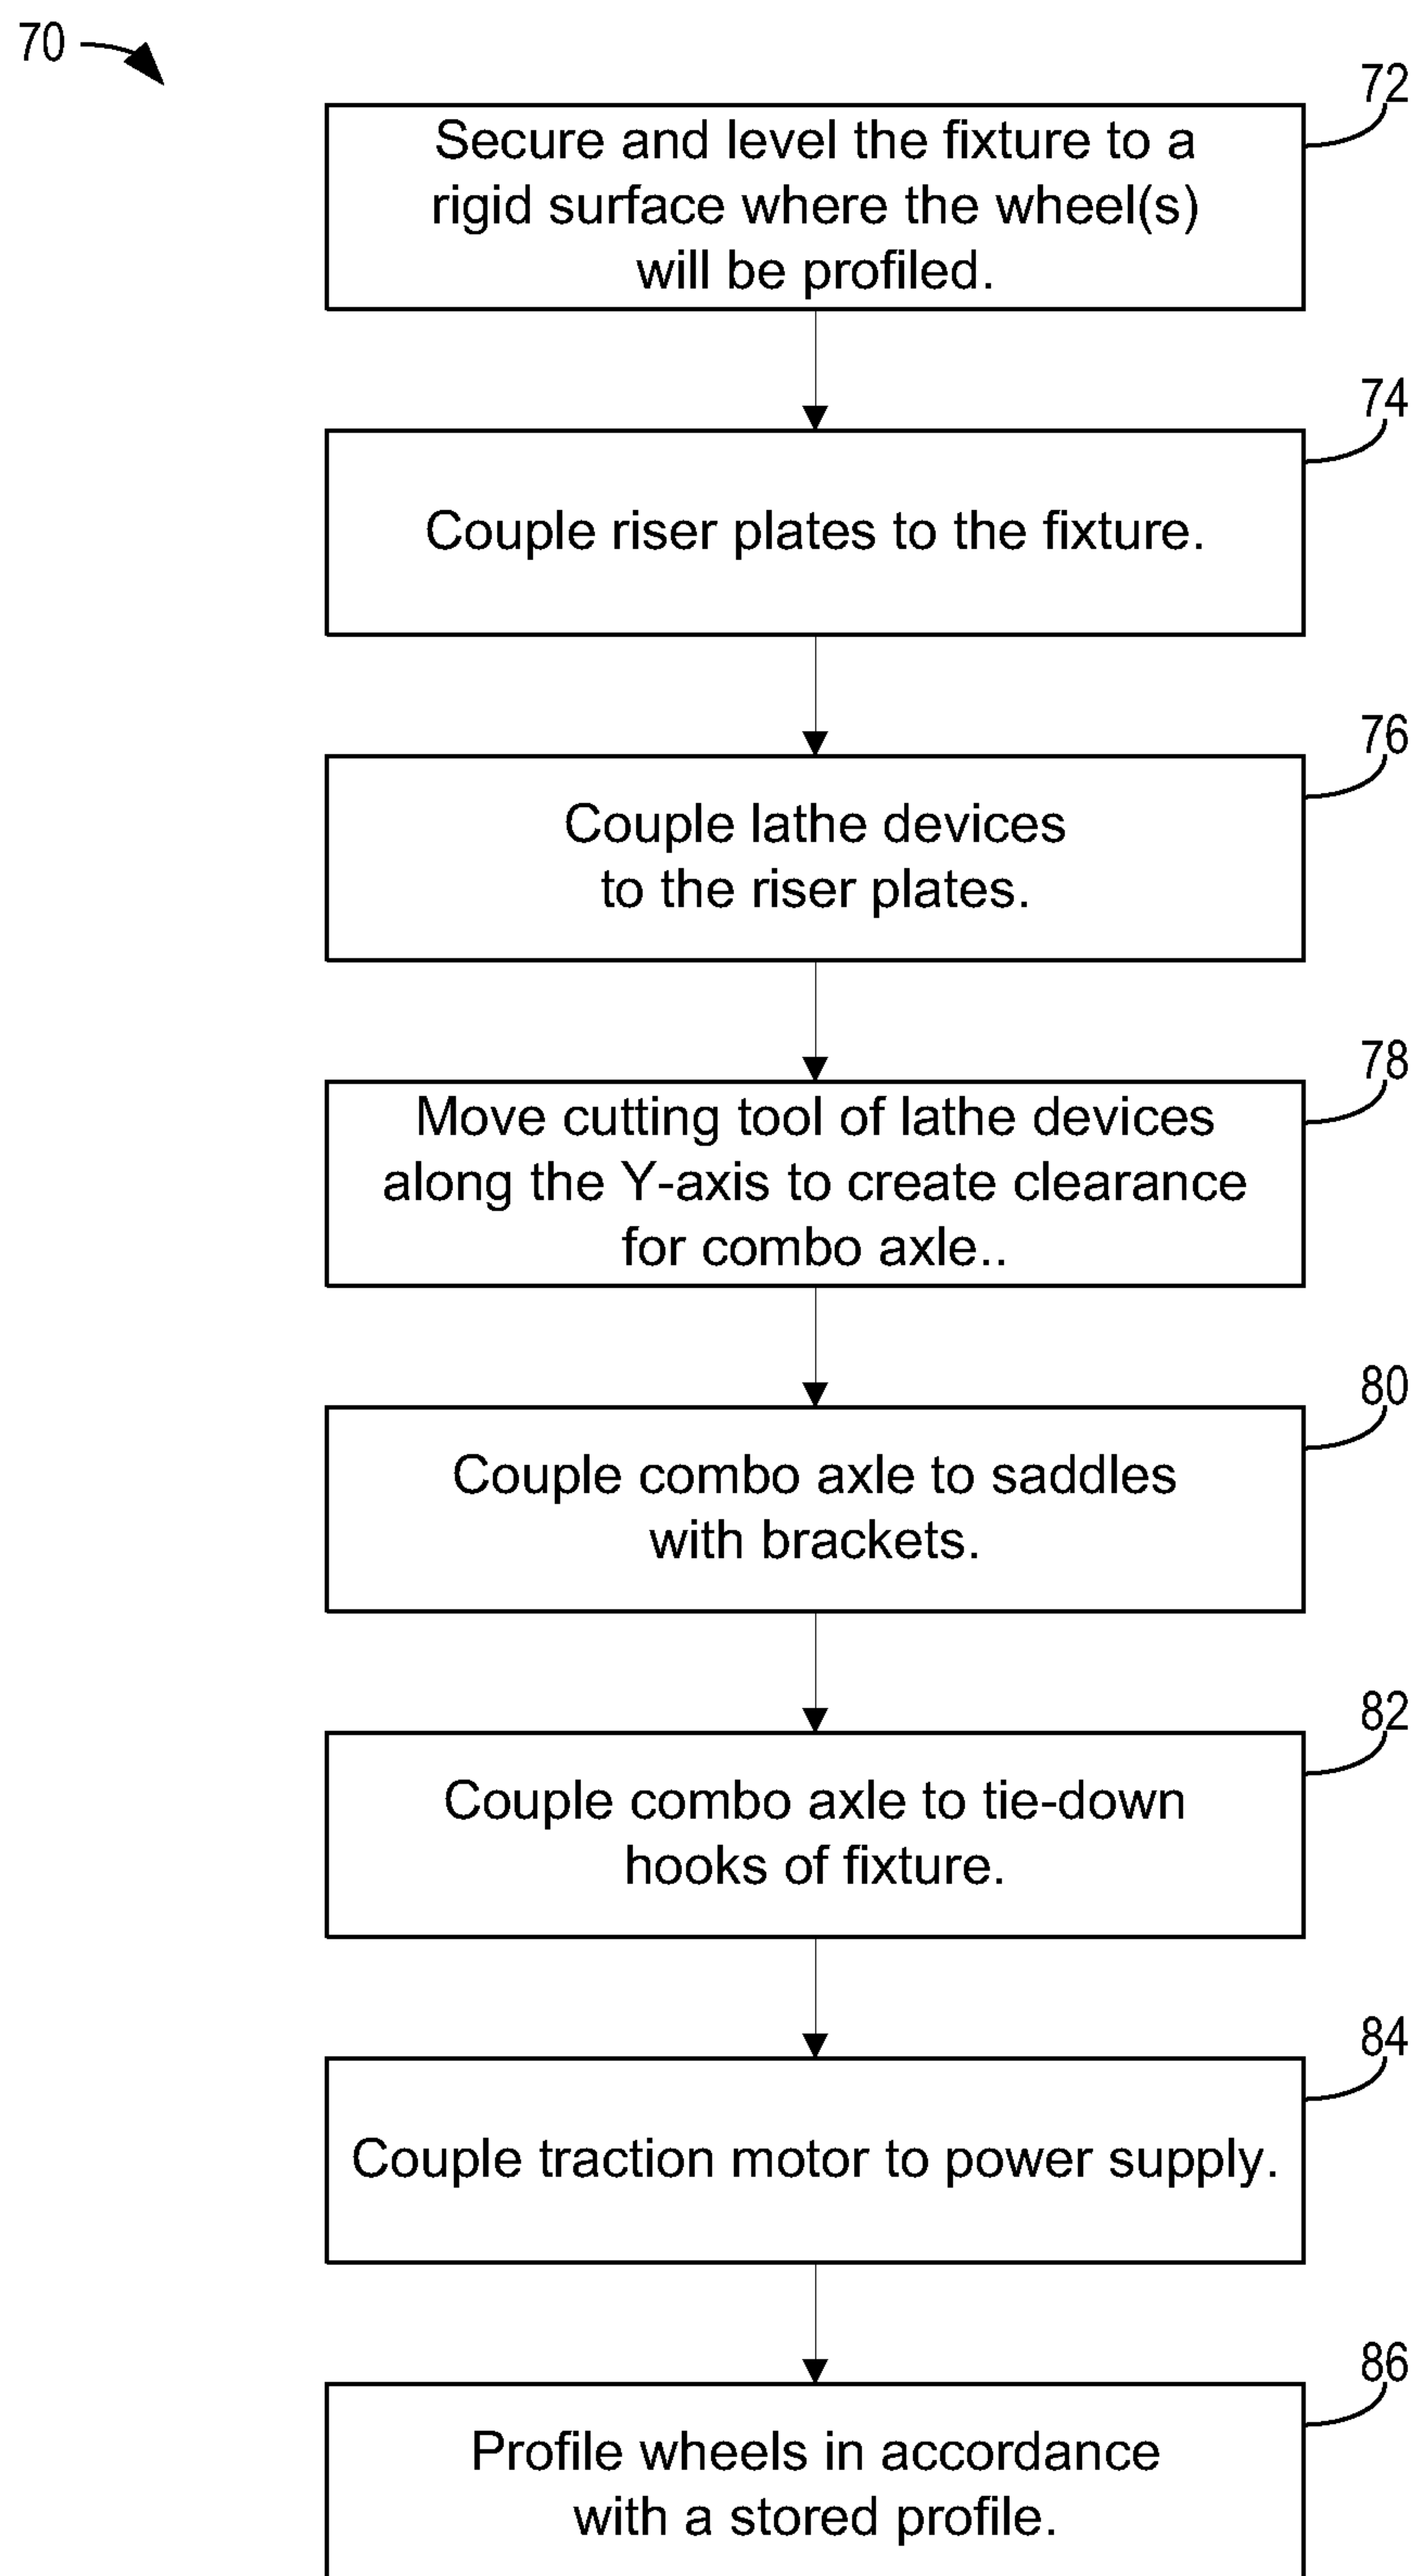 70
72
Secure and level the fixture to a
rigid surface where the wheel(s)
will be profiled.
74
Couple riser plates to the fixture.
76
Couple lathe devices
to the riser plates.
78
Move cutting tool of lathe devices
along the Y-axis to create clearance
for combo axle..
80
Couple combo axle to saddles
with brackets.
82
Couple combo axle to tie-down
hooks of fixture.
84
Couple traction motor to power supply.
86
Profile wheels in accordance
with a stored profile.